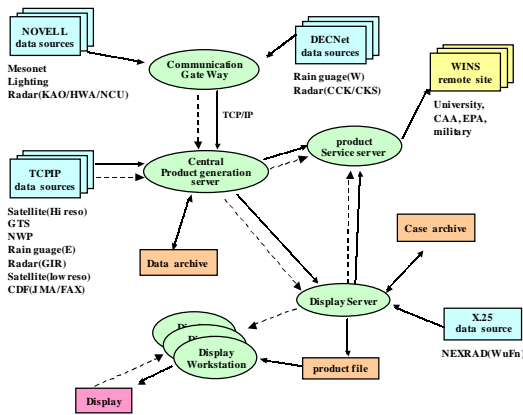 NOVELL
data sources
Mesonet
Lighting
Radar(KAO/HWA/NCU)
Communication
Gate Way
DECNet
data sources
Rain guage(W)
Radar(CCK/CKS)
WINS
remote site
University,
CAA, EPA,
military
TCP/IP
product
Service server
TCPIP
data sources
Central
Product generation
server
Satellite(Hi reso)
GTS
NWP
Rain guage(E)
Radar(GIR)
Satellite(low reso)
CDF(JMA/FAX)
Data archive
Case archive
Display Server
X.25
data source
NEXRAD(WuFn)
Display
Workstation
product file
Display